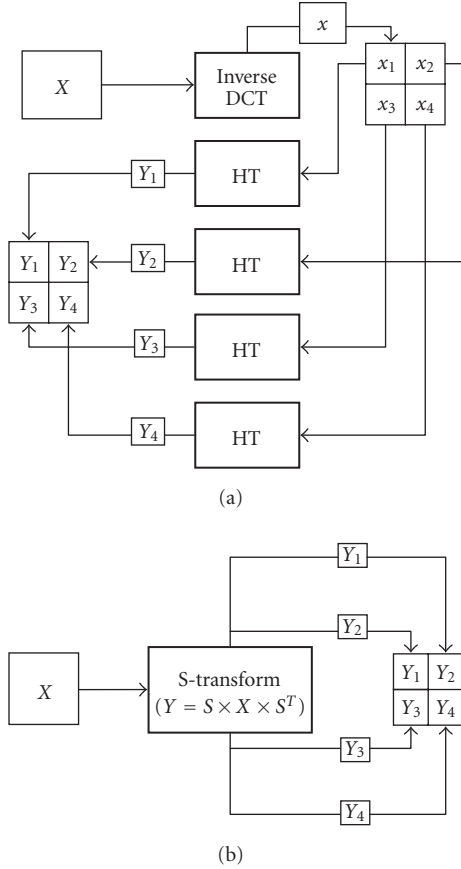 x
X
Inverse
DCT
x₁ x₂
x₃ x₄
Y₁
HT
Y₂
HT
Y₁ Y₂
Y₃ Y₄
Y₃
HT
Y₄
HT
(a)
Y₁
Y₂
X
S-transform
(Y = S × X × Sᵀ)
Y₁ Y₂
Y₃ Y₄
Y₃
Y₄
(b)